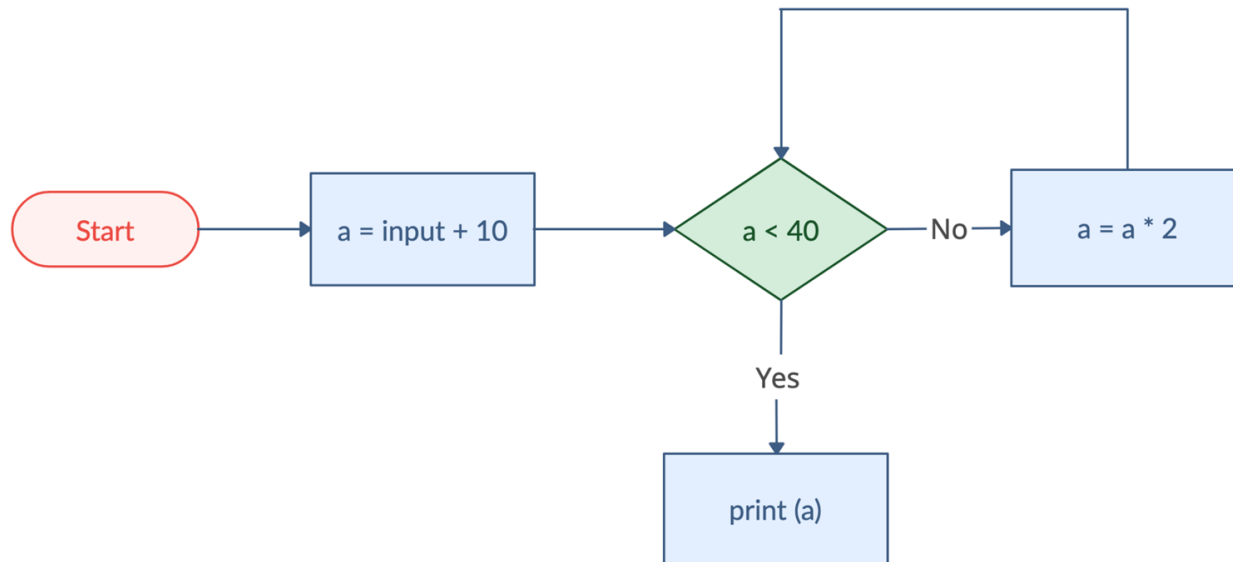 Start
a = input + 10
a < 40
No
a = a * 2
Yes
print (a)